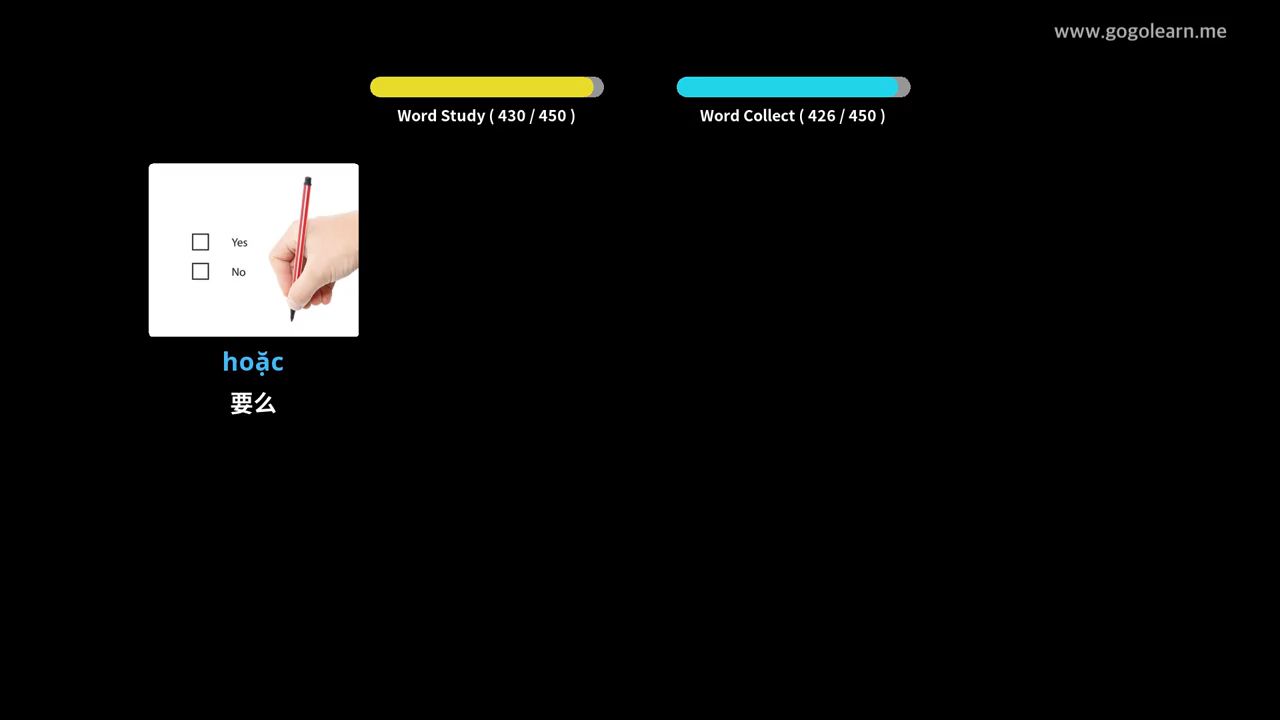 www.gogolearn.me
Word Study ( 430 / 450 )
Word Collect ( 426 / 450 )
Yes
No
hoặc
要么